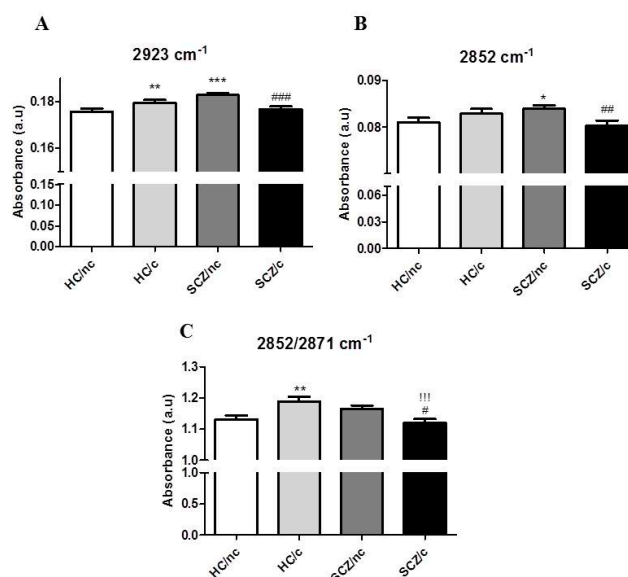 A
2923 cm-1
Absorbance (a.u)
0.18
0.16
0.15
0.10
0.05
0.00
** *** ###
HC/nc HC/c SCZ/nc SCZ/c
B
2852 cm-1
Absorbance (a.u)
0.09
0.08
0.06
0.03
0.00
* ##
HC/nc HC/c SCZ/nc SCZ/c
C
2852/2871 cm-1
Absorbance (a.u)
1.3
1.2
1.1
1.0
1.0
0.5
0.0
** !!!
#
HC/nc HC/c SCZ/nc SCZ/c